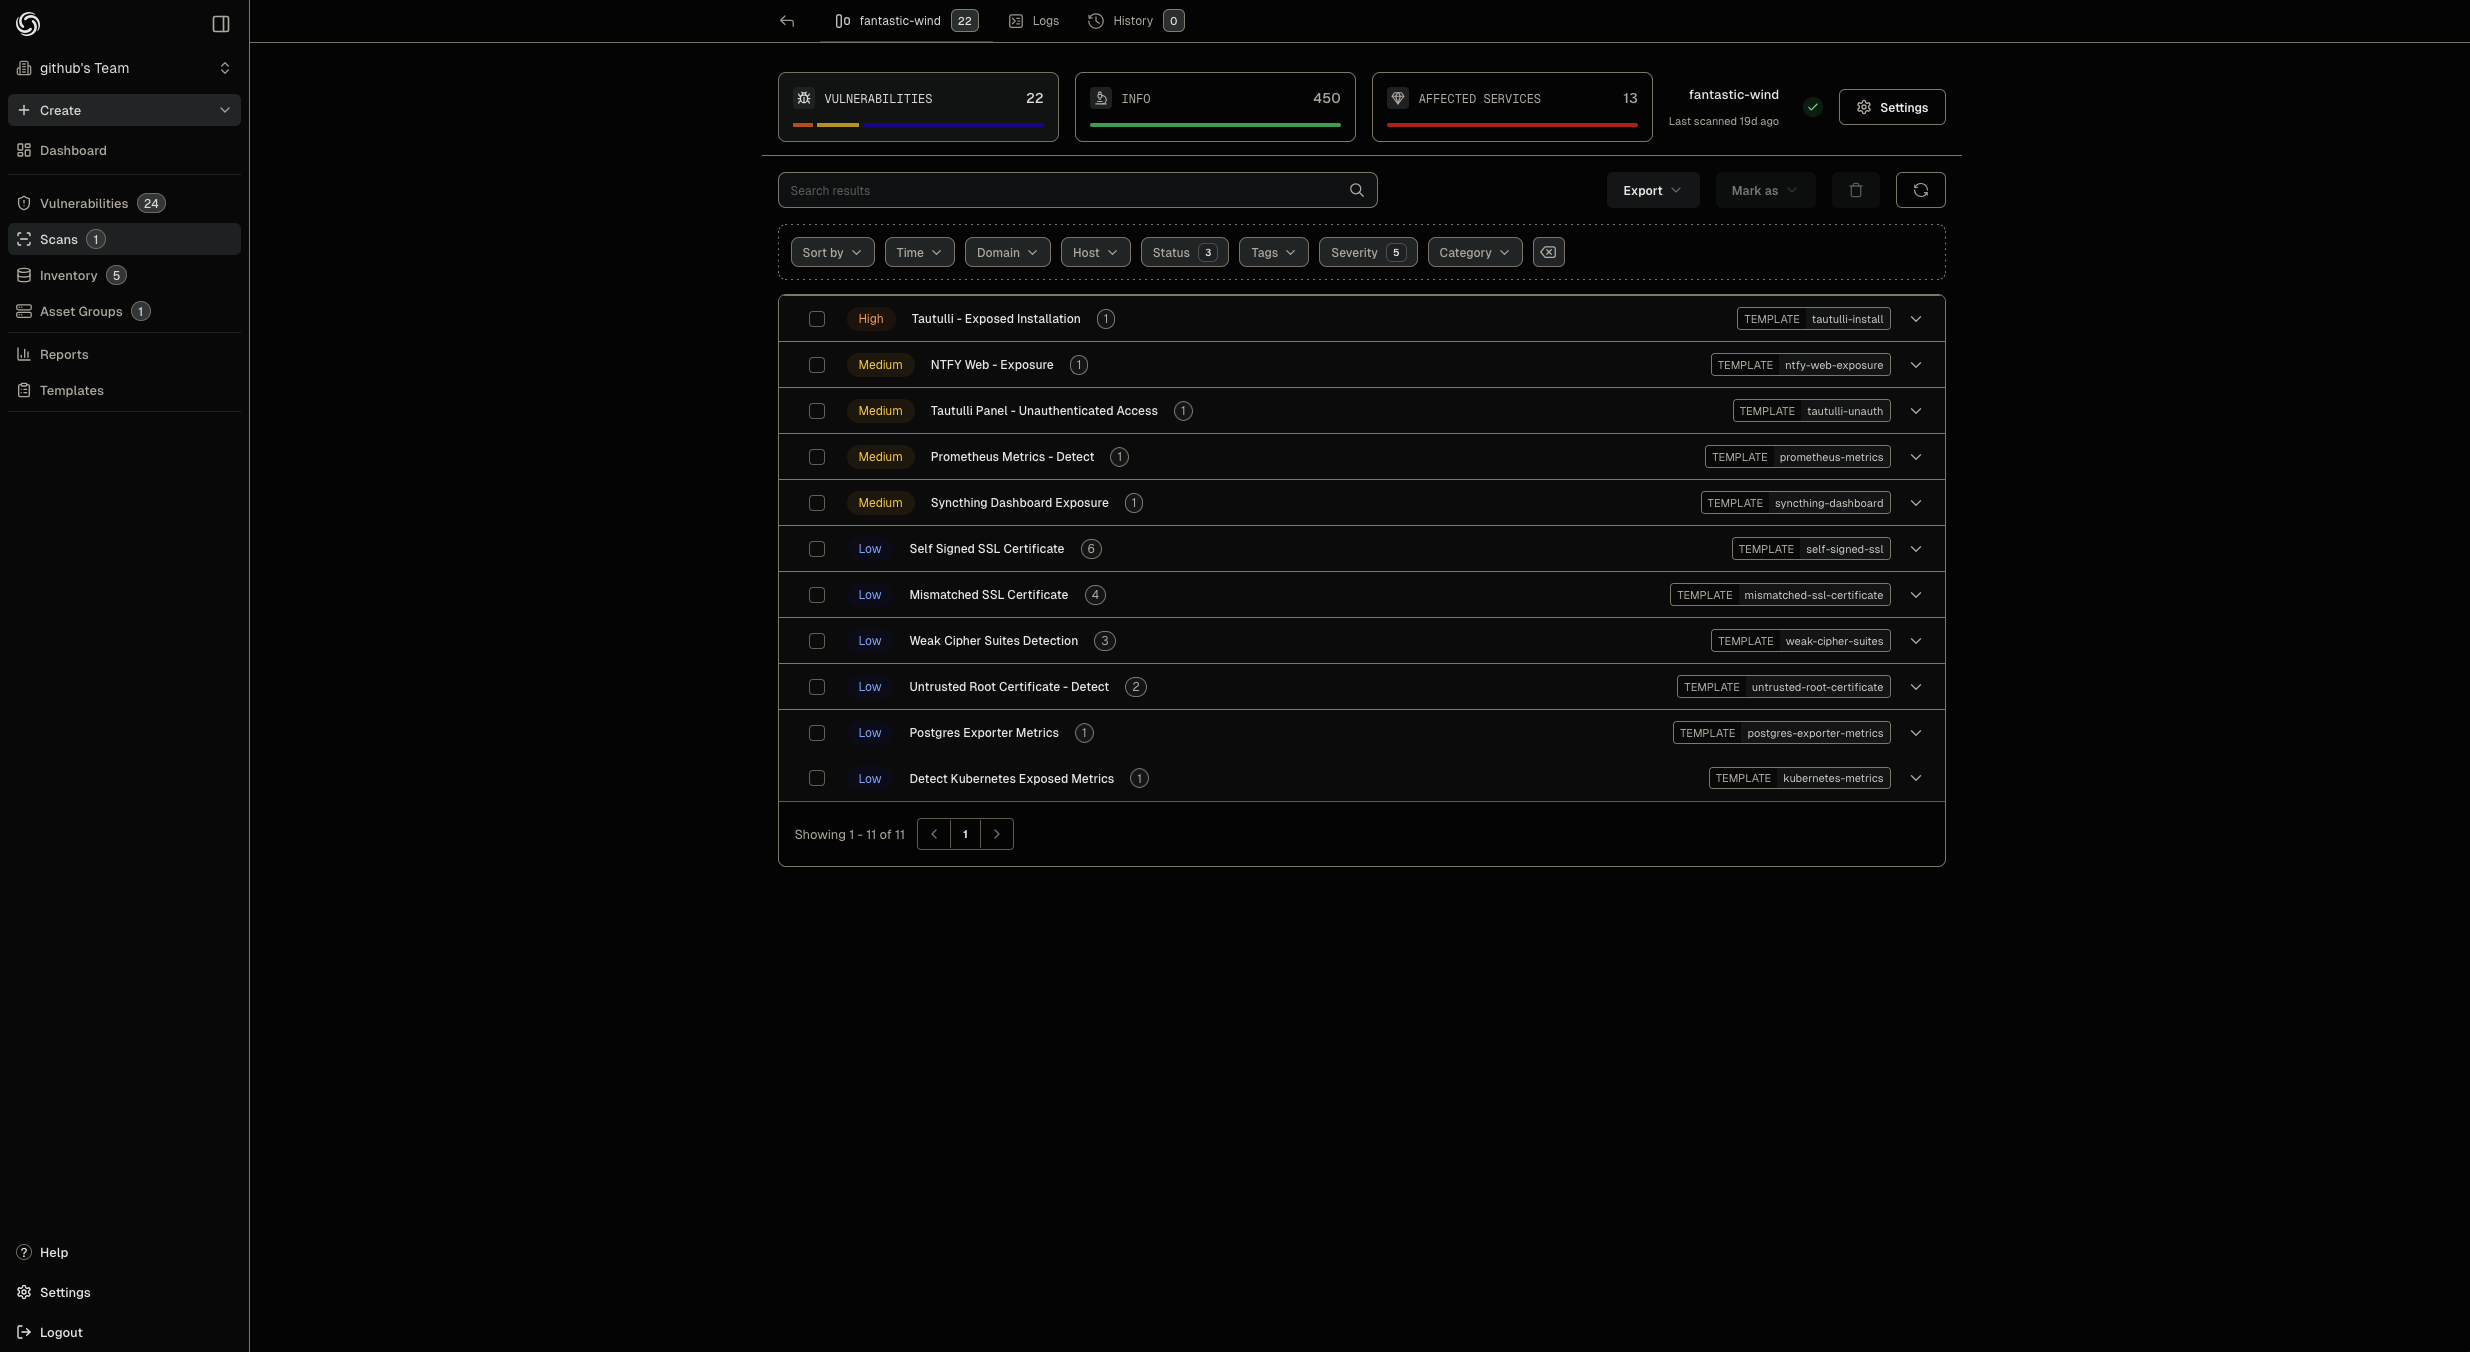 fantastic-wind 22 Logs History 0
github's Team
Create
Dashboard
Vulnerabilities 24
Scans 1
Inventory 5
Asset Groups 1
Reports
Templates
Help
Settings
Logout
VULNERABILITIES 22
INFO 450
AFFECTED SERVICES 13
fantastic-wind
Last scanned 19d ago
Settings
Search results
Export
Mark as
Sort by Time Domain Host Status 3 Tags Severity 5 Category
High Tautulli - Exposed Installation 1 TEMPLATE tautulli-install
Medium NTFY Web - Exposure 1 TEMPLATE ntfy-web-exposure
Medium Tautulli Panel - Unauthenticated Access 1 TEMPLATE tautulli-unauth
Medium Prometheus Metrics - Detect 1 TEMPLATE prometheus-metrics
Medium Syncthing Dashboard Exposure 1 TEMPLATE syncthing-dashboard
Low Self Signed SSL Certificate 6 TEMPLATE self-signed-ssl
Low Mismatched SSL Certificate 4 TEMPLATE mismatched-ssl-certificate
Low Weak Cipher Suites Detection 3 TEMPLATE weak-cipher-suites
Low Untrusted Root Certificate - Detect 2 TEMPLATE untrusted-root-certificate
Low Postgres Exporter Metrics 1 TEMPLATE postgres-exporter-metrics
Low Detect Kubernetes Exposed Metrics 1 TEMPLATE kubernetes-metrics
Showing 1 - 11 of 11 1